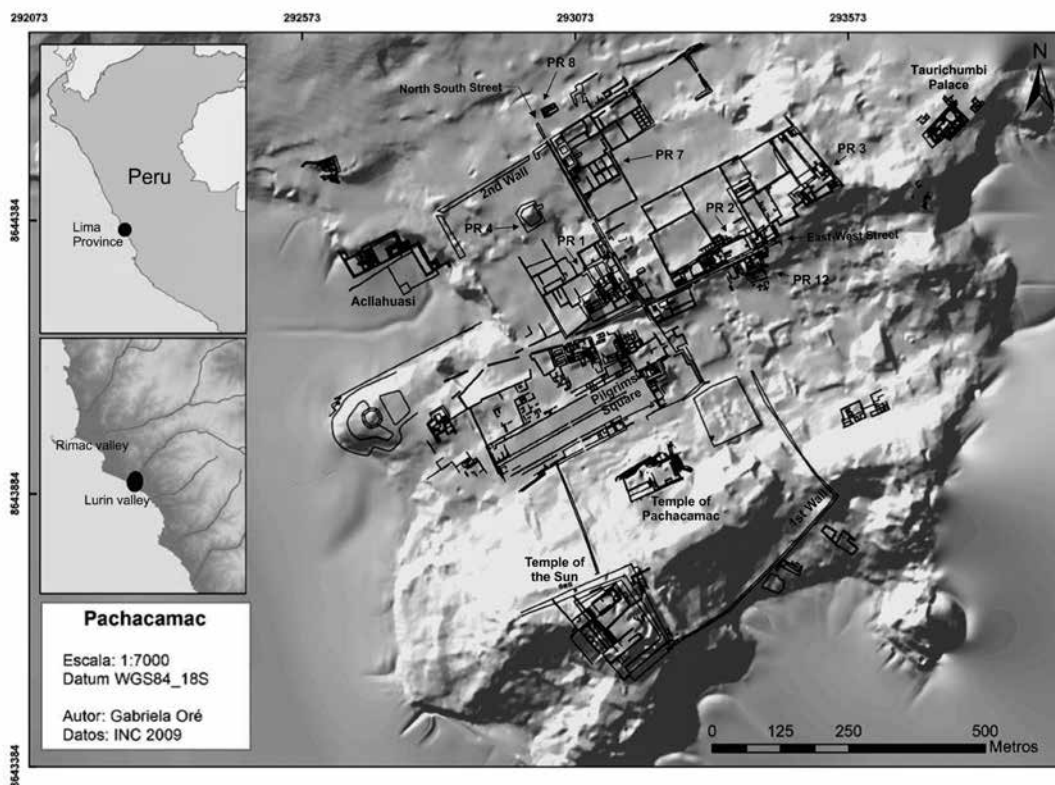 292073
292573
293073
293573
N
PR 8
North South Street
Taurichumbi
Palace
Peru
PR 3
PR 7
2nd Wall
Lima
Province
PR 4
PR 2
PR 1
East-West Street
PR 12
Acllahuasi
Pilgrims
Square
Rimac valley
Lurin valley
Temple of
Pachacamac
1st Wall
Temple of
the Sun
Pachacamac
Escala: 1:7000
Datum WGS84_18S
Autor: Gabriela Oré
Datos: INC 2009
0 125 250 500
Metros
8644384
8643884
8643384